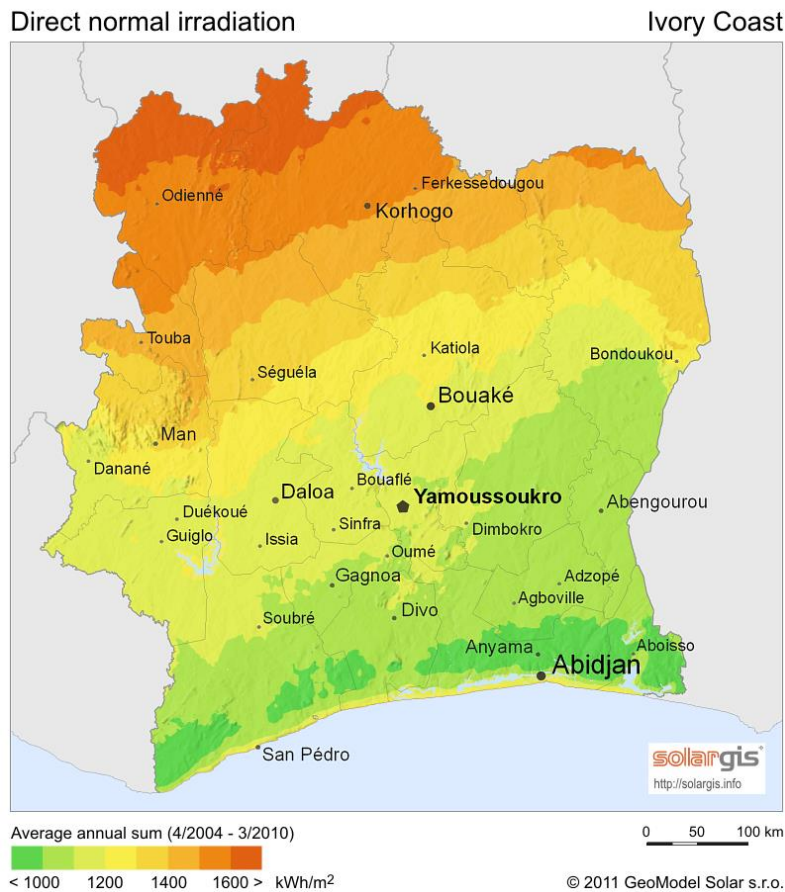 Direct normal irradiation
Ivory Coast
Odienné
Ferkessedougou
Korhogo
Touba
Katiola
Bondoukou
Séguéla
Bouaké
Man
Danané
Bouaflé
Daloa
Yamoussoukro
Abengourou
Duékoué
Sinfra
Dimbokro
Guiglo
Issia
Oumé
Gagnoa
Adzopé
Agboville
Divo
Soubré
Anyama
Aboisso
Abidjan
San Pédro
solargis
http://solargis.info
Average annual sum (4/2004 - 3/2010)
0 50 100 km
< 1000 1200 1400 1600 > kWh/m2
© 2011 GeoModel Solar s.r.o.